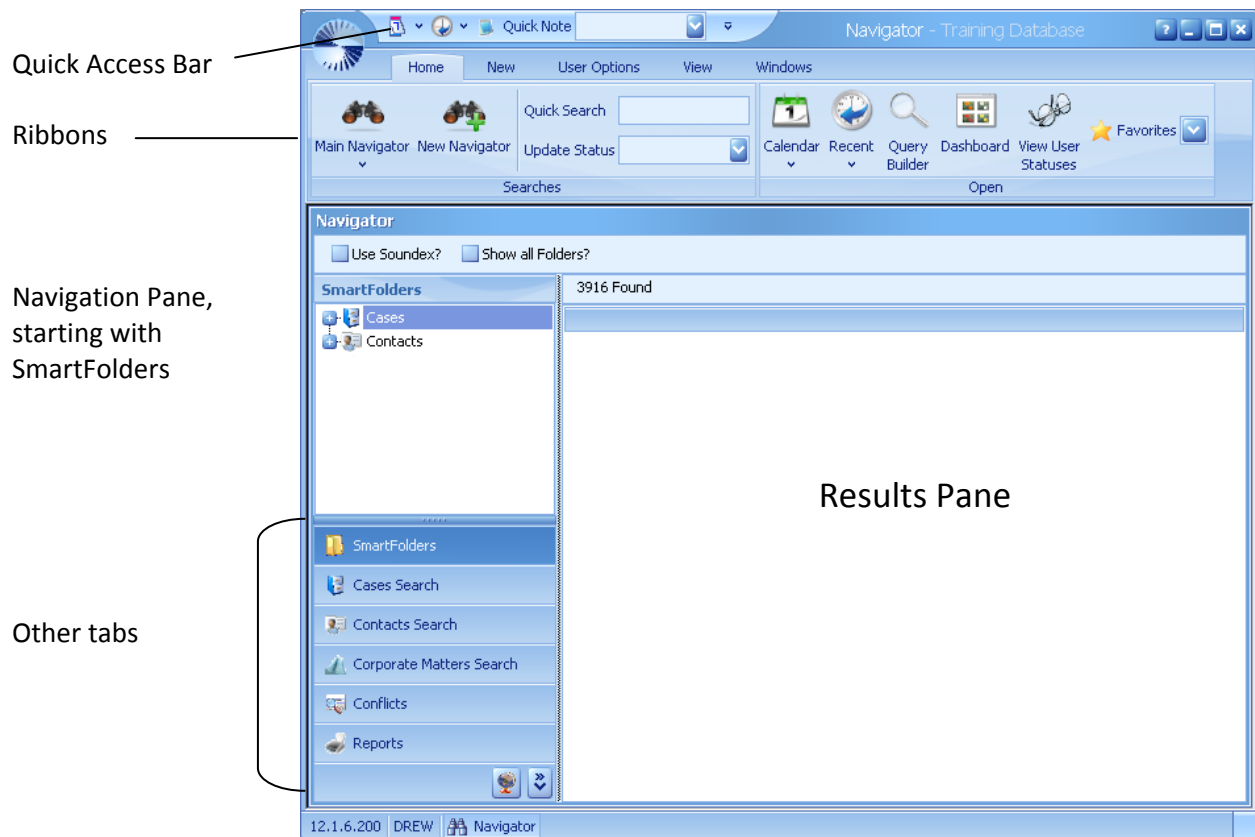 Quick Note
Navigator - Training Database
Quick Access Bar
Home New User Options View Windows
Ribbons
Quick Search
Main Navigator New Navigator
Update Status
Calendar Recent Query Builder Dashboard View User Statuses Favorites
Searches
Open
Navigator
Use Soundex? Show all Folders?
Navigation Pane,
starting with
SmartFolders
SmartFolders
3916 Found
Cases
Contacts
Results Pane
Other tabs
SmartFolders
Cases Search
Contacts Search
Corporate Matters Search
Conflicts
Reports
12.1.6.200 DREW Navigator